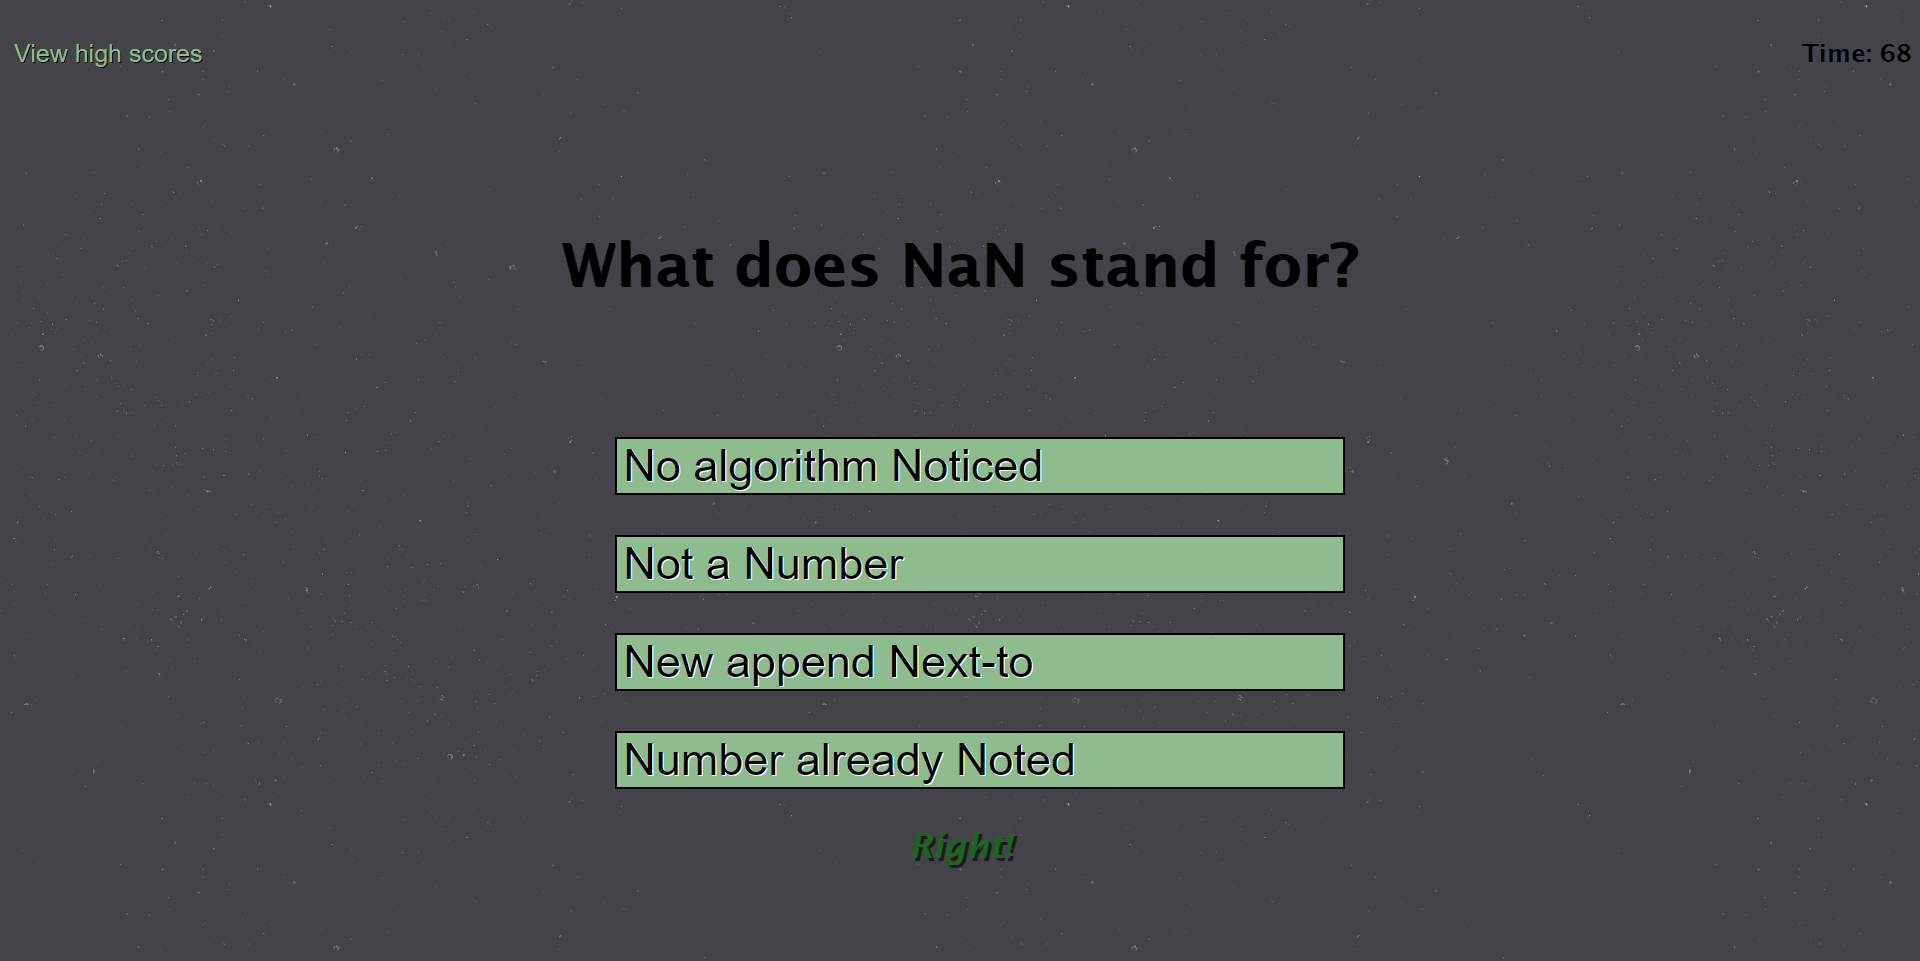 View high scores
Time: 68
What does NaN stand for?
No algorithm Noticed
Not a Number
New append Next-to
Number already Noted
Right!